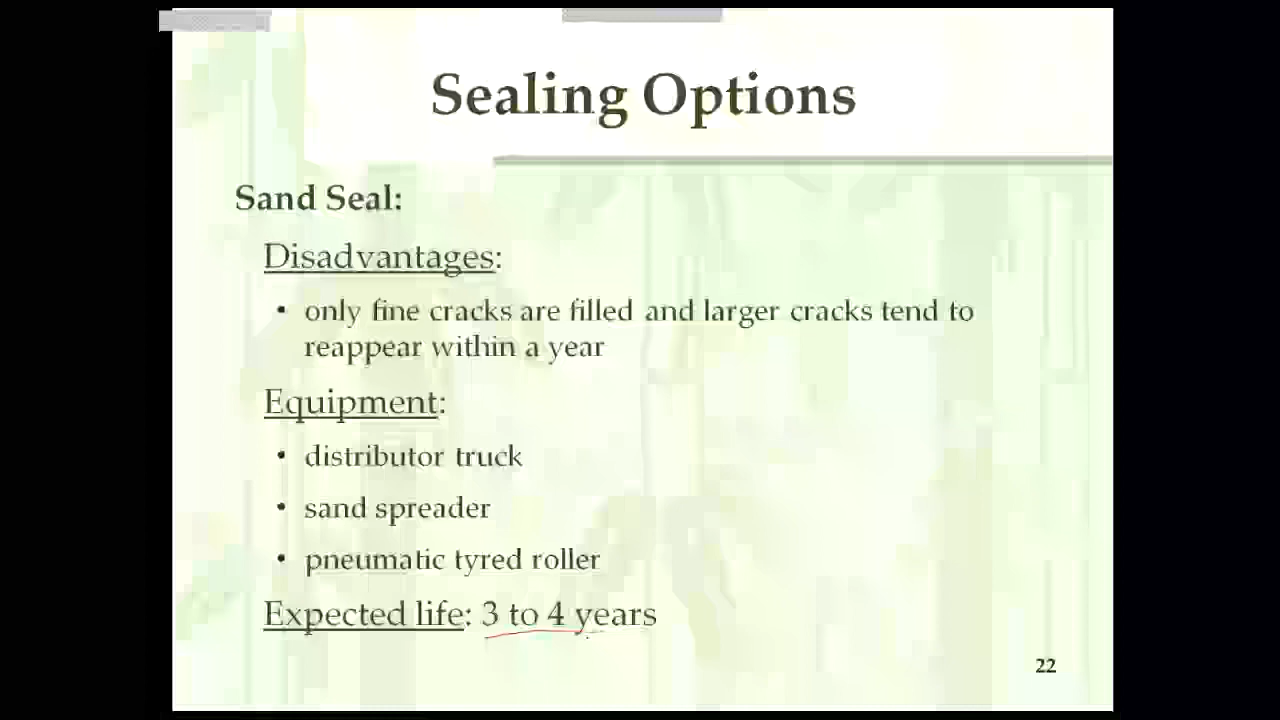 Sealing Options
Sand Seal:
Disadvantages:
• only fine cracks are filled and larger cracks tend to
reappear within a year
Equipment:
• distributor truck
• sand spreader
• pneumatic tyred roller
Expected life: 3 to 4 years
22